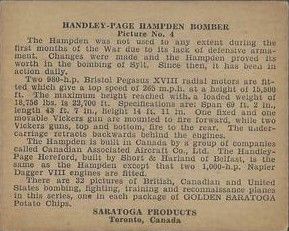 HANDLEY-PAGE HAMPDEN BOMBER
Picture No. 4
The Hampden was not used to any extent during the
first months of the War due to its lack of defensive arma-
ment. Changes were made and the Hampden proved its
worth in the bombing of Sylt. Since then, it has been in
action daily.
Two 980-h.p. Bristol Pegasus XVIII radial motors are fit-
ted which give a top speed of 265 m.p.h. at a height of 15,500
ft. The maximum height reached with a loaded weight of
18,756 lbs is 22,700 ft. Specifications are: Span 69 ft. 2 in.,
length 43 ft. 7 in., height 14 ft. 11 in. One fixed and one
movable Vickers gun are mounted to fire forward, while two
Vickers guns, top and bottom, fire to the rear. The under-
carriage retracts backwards behind the engines.
The Hampden is built in Canada by a group of companies
called Canadian Associated Aircraft Co., Ltd. The Handley-
Page Hereford, built by Short & Harland of Belfast, is the
same as the Hampden except that two 1,000-h.p. Napier
Dagger VIII engines are fitted.
There are 32 pictures of British, Canadian and United
States bombing, fighting, training and reconnaissance planes
in this series, one in each package of GOLDEN SARATOGA
Potato Chips.
SARATOGA PRODUCTS
Toronto, Canada